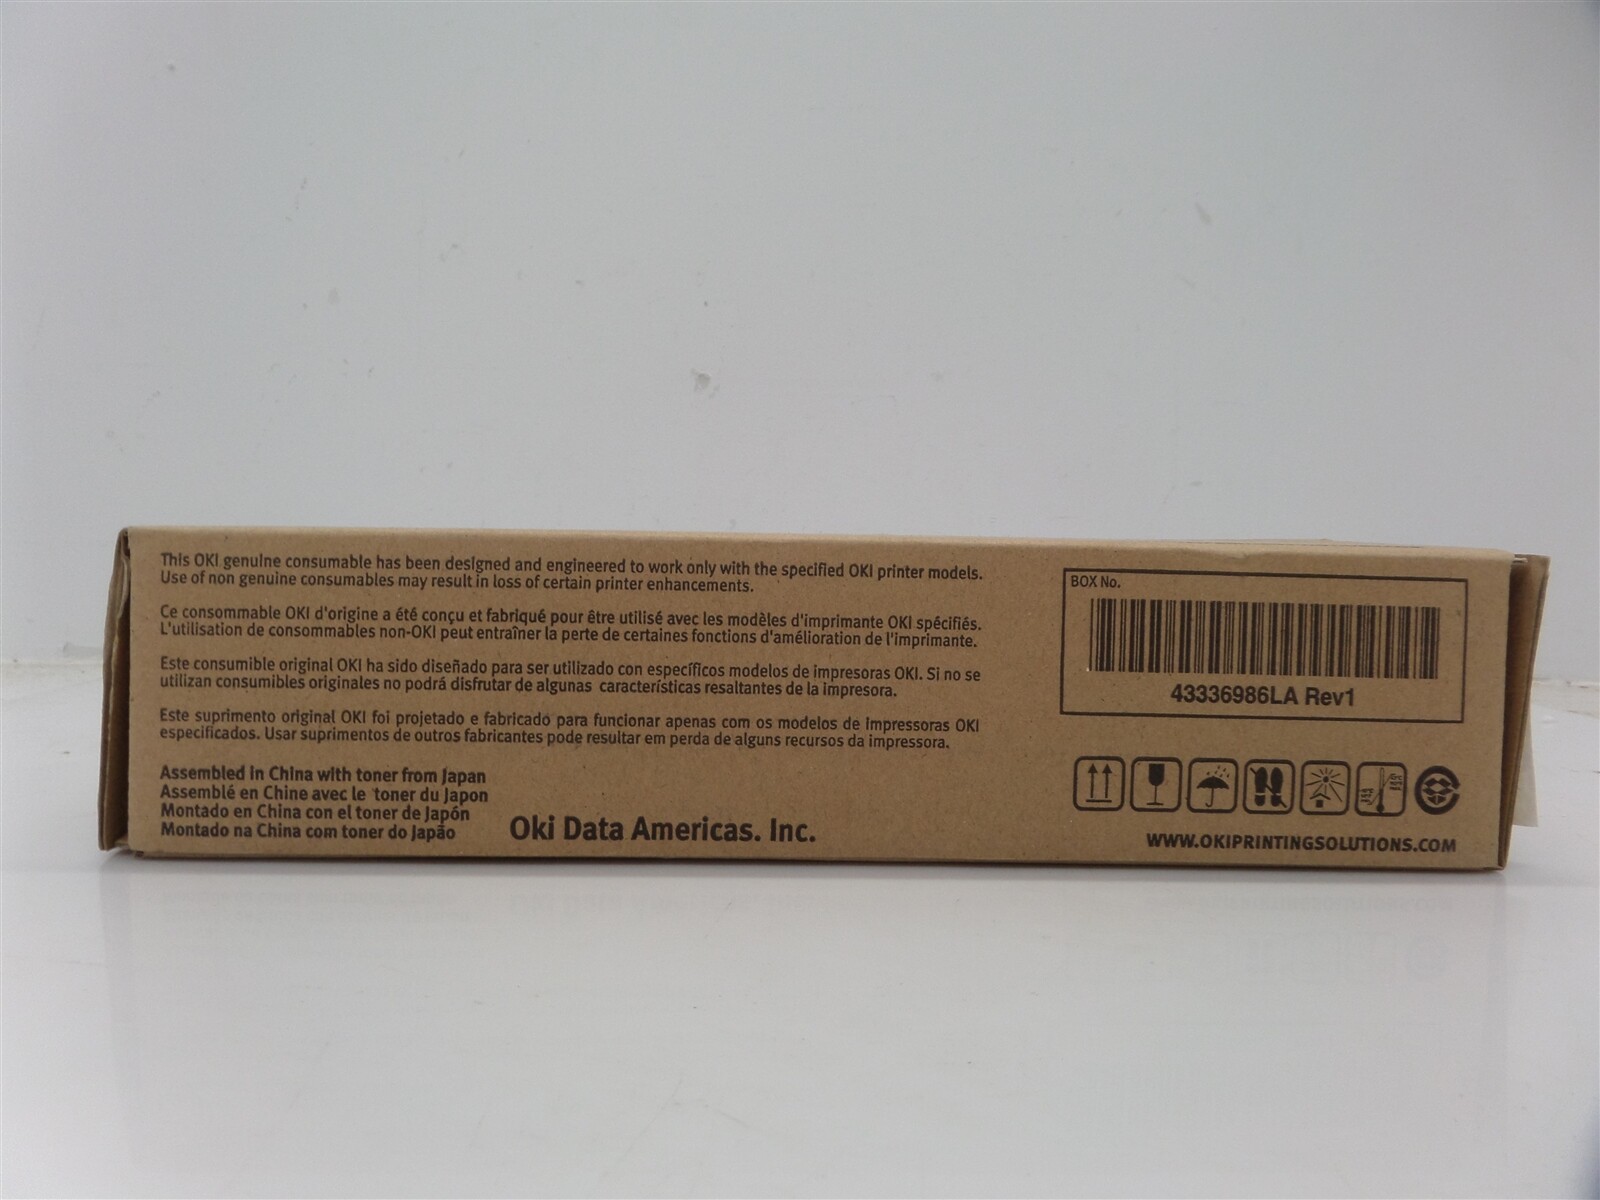 This OKI genuine consumable has been designed and engineered to work only with the specified OKI printer models.
Use of non genuine consumables may result in loss of certain printer enhancements.
Ce consommable OKI d'origine a été conçu et fabriqué pour être utilisé avec les modèles d'imprimante OKI spécifiés.
L'utilisation de consommables non-OKI peut entraîner la perte de certaines fonctions d'amélioration de l'imprimante.
Este consumible original OKI ha sido diseñado para ser utilizado con específicos modelos de impresoras OKI. Si no se
utilizan consumibles originales no podrá disfrutar de algunas características resaltantes de la impresora.
Este suprimento original OKI foi projetado e fabricado para funcionar apenas com os modelos de impressoras OKI
especificados. Usar suprimentos de outros fabricantes pode resultar em perda de alguns recursos da impressora.
Assembled in China with toner from Japan
Assemblé en Chine avec le toner du Japon
Montado en China con el toner de Japón
Montado na China com toner do Japão
Oki Data Americas. Inc.
BOX No.
43336986LA Rev1
WWW.OKIPRINTINGSOLUTIONS.COM